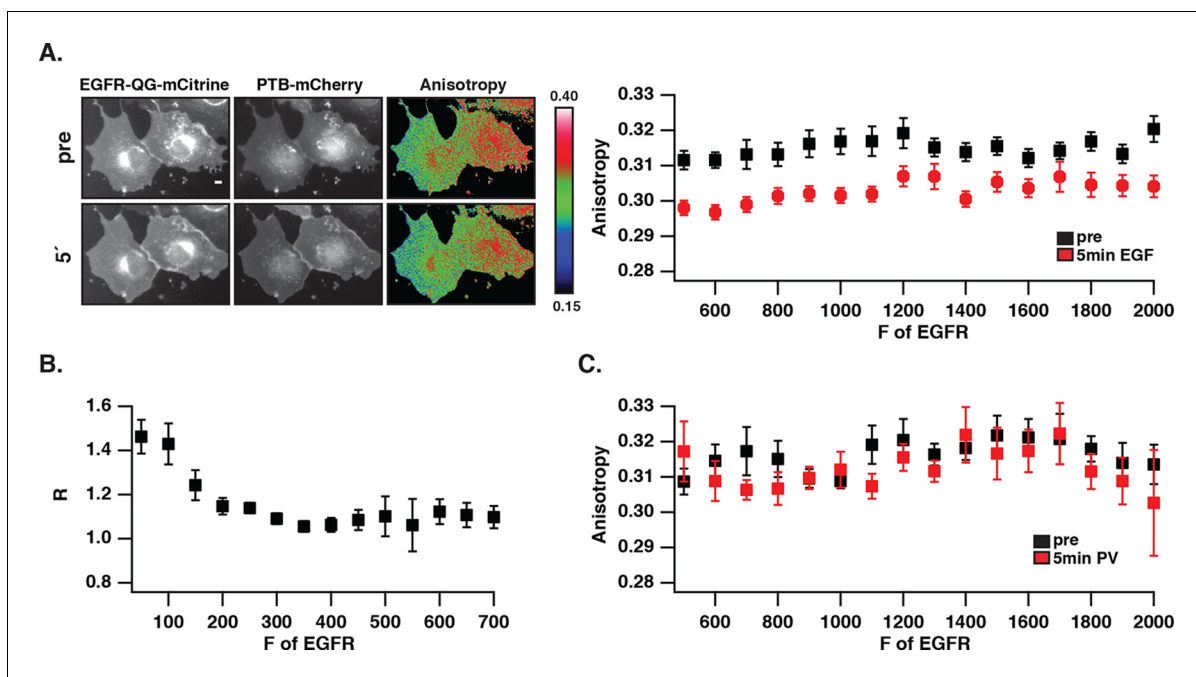 A.
EGFR-QG-mCitrine PTB-mCherry Anisotropy
pre
5´
0.40
0.15
0.33
0.32
0.31
0.30
0.29
0.28
Anisotropy
pre
5min EGF
600 800 1000 1200 1400 1600 1800 2000
F of EGFR
B.
1.6
1.4
1.2
1.0
0.8
R
100 200 300 400 500 600 700
F of EGFR
C.
0.33
0.32
0.31
0.30
0.29
0.28
Anisotropy
pre
5min PV
600 800 1000 1200 1400 1600 1800 2000
F of EGFR